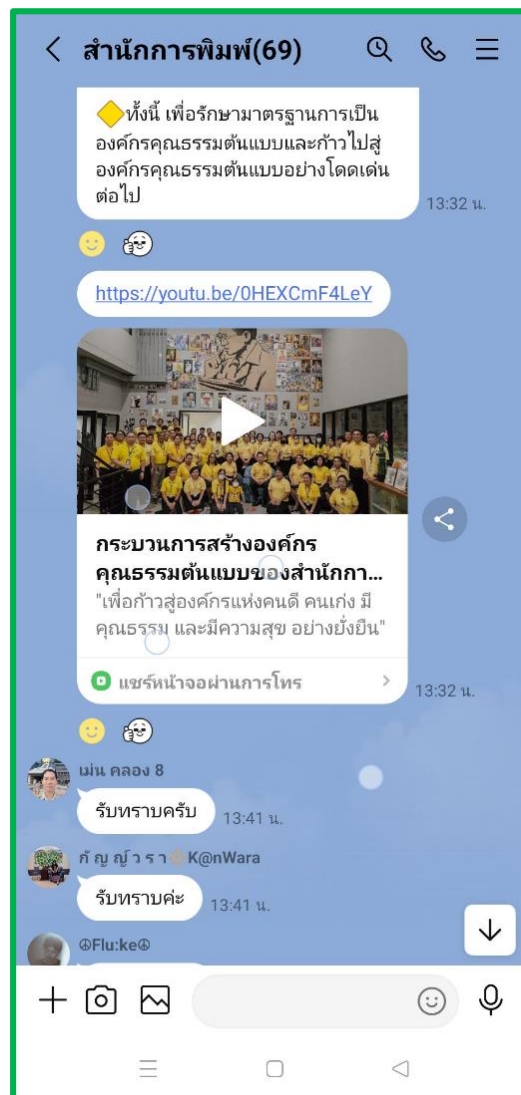 สำนักการพิมพ์(69)
ทั้งนี้ เพื่อรักษามาตรฐานการเป็น
องค์กรคุณธรรมต้นแบบและก้าวไปสู่
องค์กรคุณธรรมต้นแบบอย่างโดดเด่น
ต่อไป
13:32 น.
https://youtu.be/0HEXCmF4LeY
กระบวนการสร้างองค์กร
คุณธรรมต้นแบบของสำนักกา...
"เพื่อก้าวสู่องค์กรแห่งคนดี คนเก่ง มี
คุณธรรม และมีความสุข อย่างยั่งยืน"
แชร์หน้าจอผ่านการโทร
13:32 น.
เม่น คลอง 8
รับทราบครับ
13:41 น.
กั ญ ญ์ ว ร า K@nWara
รับทราบค่ะ
13:41 น.
☮Flu:ke☮